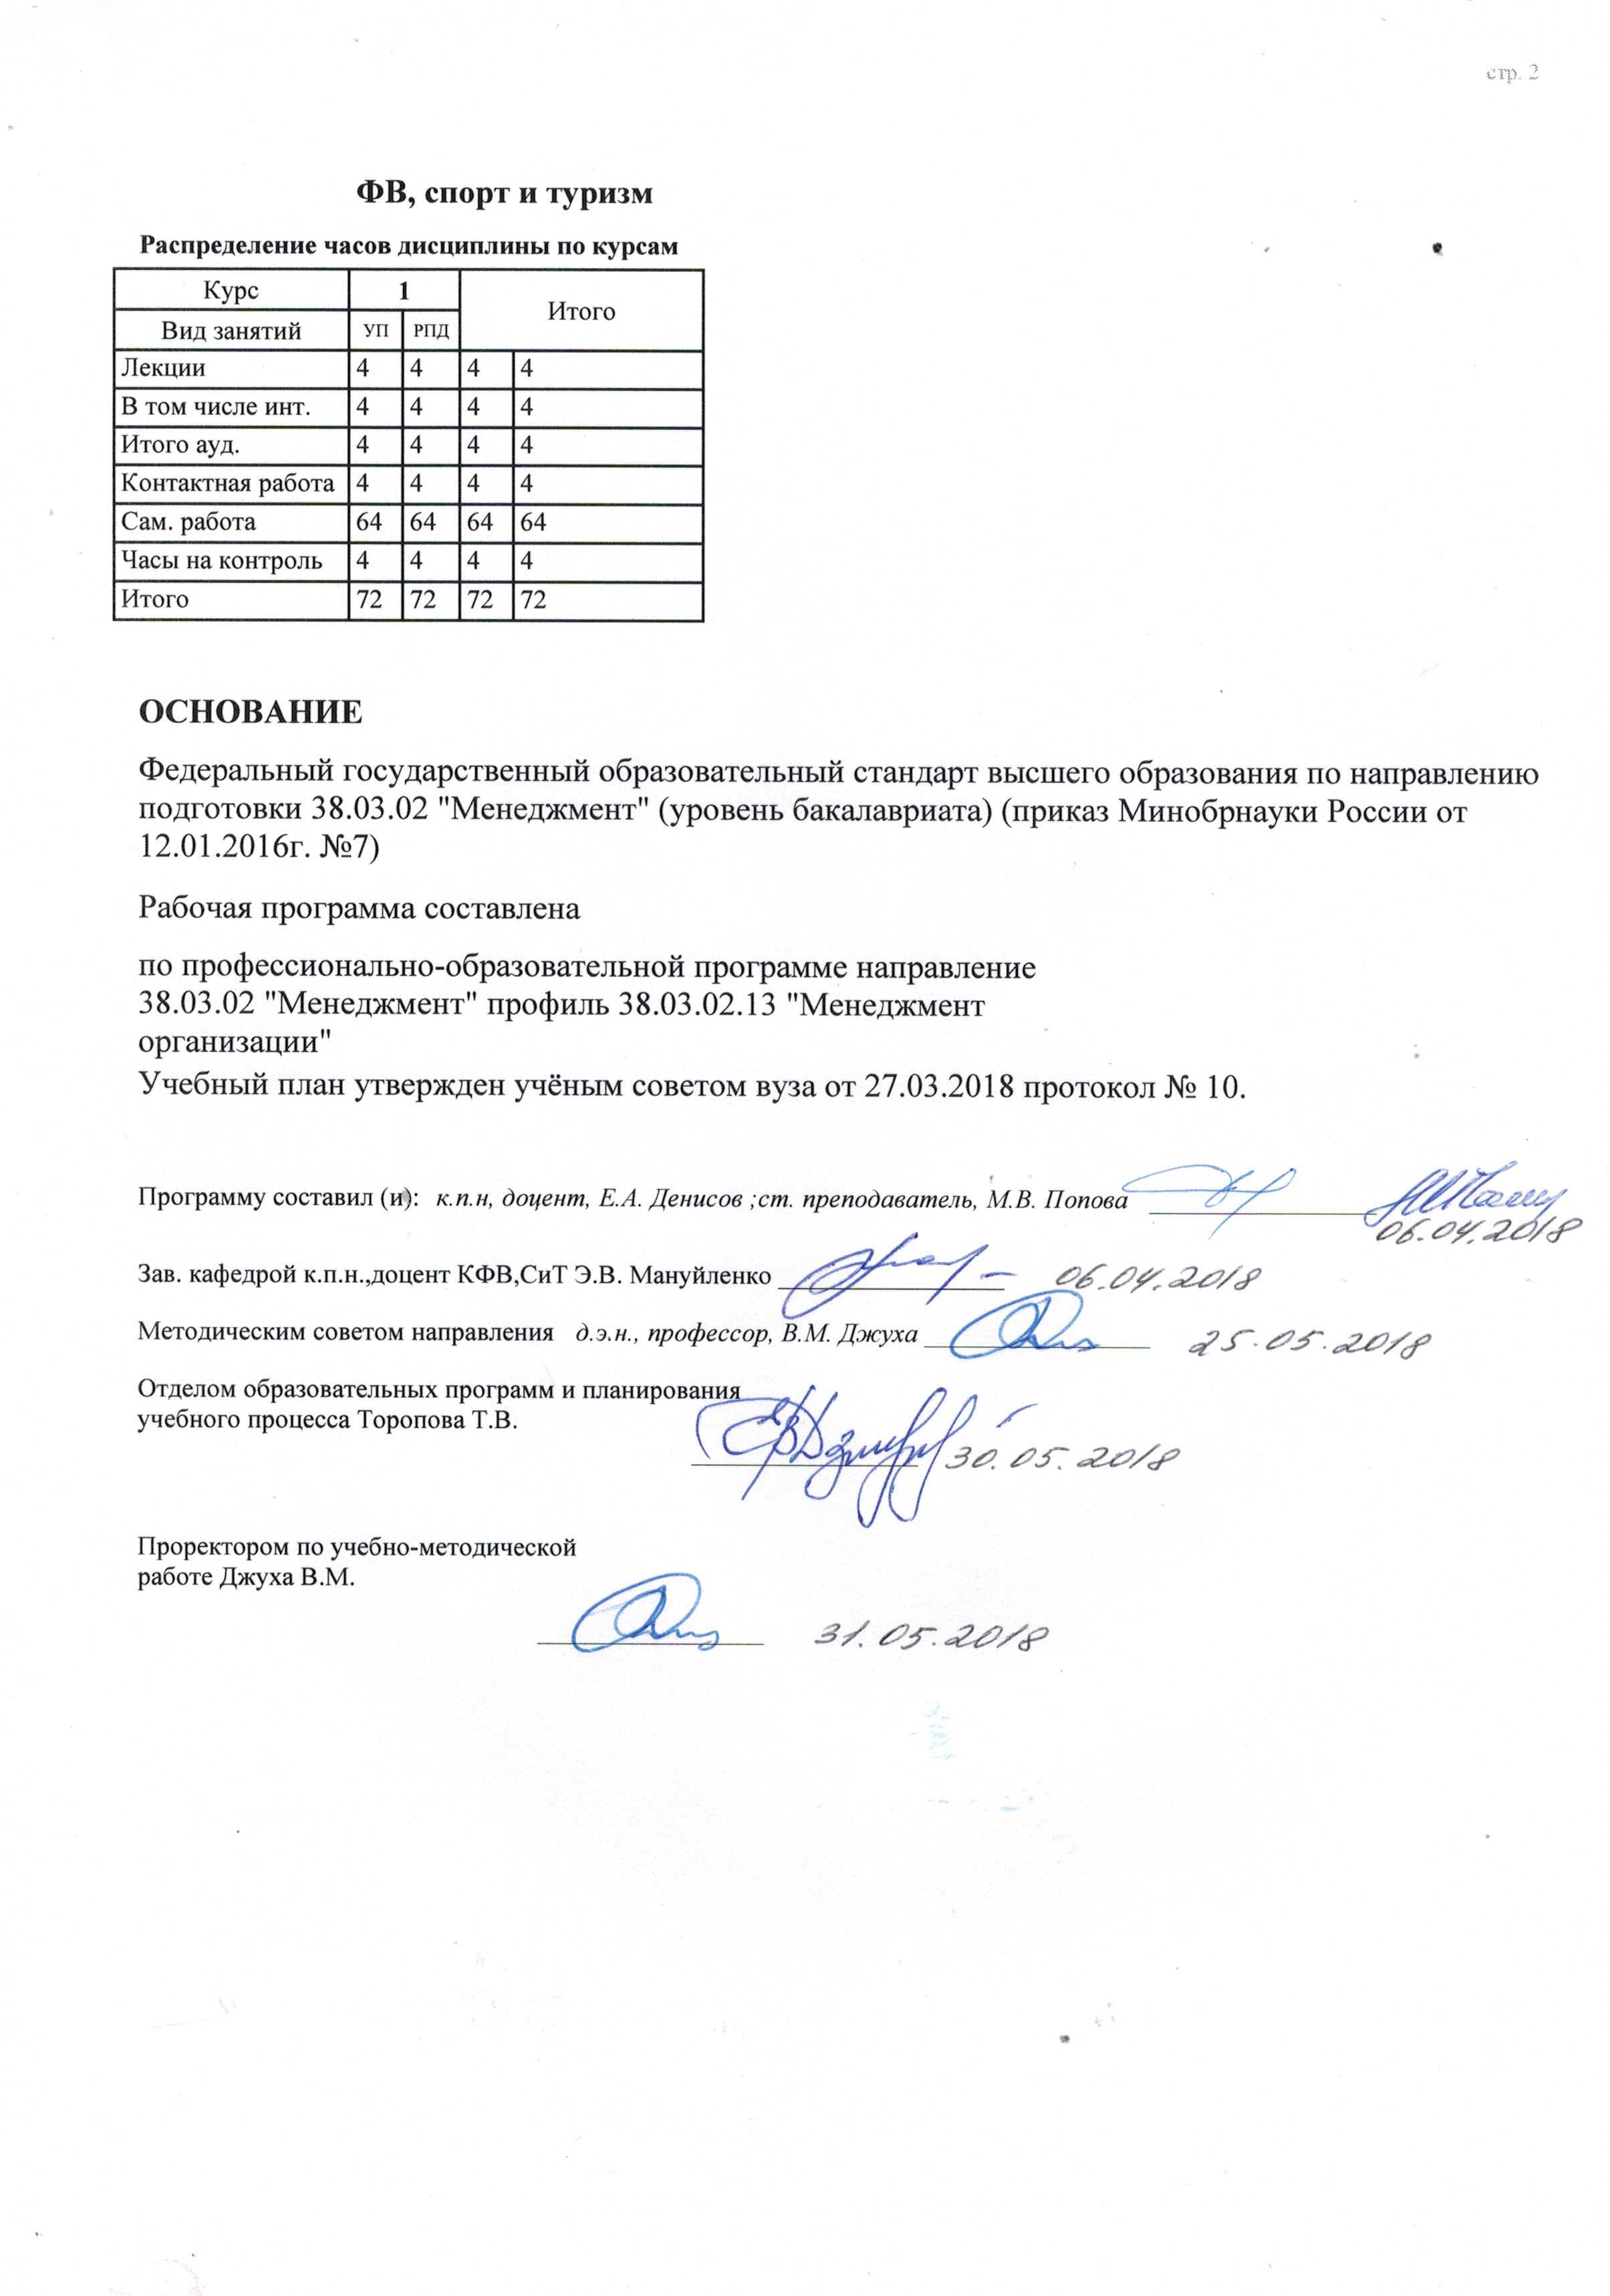 стр. 2
ФВ, спорт и туризм
Распределение часов дисциплины по курсам
Курс 1 Итого
Вид занятий УП РПД
Лекции 4 4 4 4
В том числе инт. 4 4 4 4
Итого ауд. 4 4 4 4
Контактная работа 4 4 4 4
Сам. работа 64 64 64 64
Часы на контроль 4 4 4 4
Итого 72 72 72 72
ОСНОВАНИЕ
Федеральный государственный образовательный стандарт высшего образования по направлению
подготовки 38.03.02 "Менеджмент" (уровень бакалавриата) (приказ Минобрнауки России от
12.01.2016г. №7)
Рабочая программа составлена
по профессионально-образовательной программе направление
38.03.02 "Менеджмент" профиль 38.03.02.13 "Менеджмент
организации"
Учебный план утвержден учёным советом вуза от 27.03.2018 протокол № 10.
Программу составил (и): к.п.н, доцент, Е.А. Денисов ;ст. преподаватель, М.В. Попова
06.04.2018
Зав. кафедрой к.п.н.,доцент КФВ,СиТ Э.В. Мануйленко 06.04.2018
Методическим советом направления д.э.н., профессор, В.М. Джуха 25.05.2018
Отделом образовательных программ и планирования
учебного процесса Торопова Т.В.
30.05.2018
Проректором по учебно-методической
работе Джуха В.М.
31.05.2018